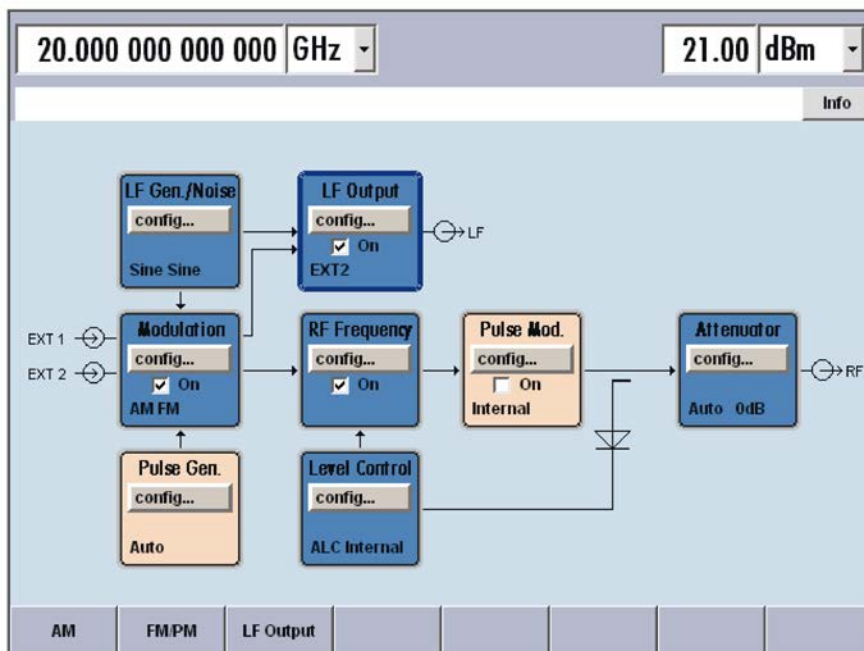 20.000 000 000 000 GHz 21.00 dBm
Info
LF Gen./Noise
config...
Sine Sine
LF Output
config...
On
EXT2
LF
EXT 1
EXT 2
Modulation
config...
On
AM FM
RF Frequency
config...
On
Pulse Mod.
config...
On
Internal
Attenuator
config...
Auto 0dB
RF
Pulse Gen.
config...
Auto
Level Control
config...
ALC Internal
AM FM/PM LF Output